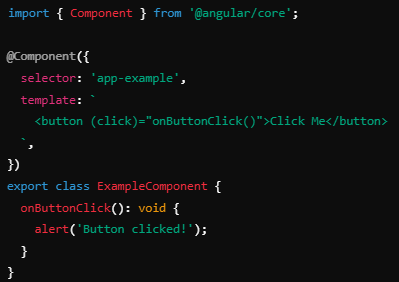 import { Component } from '@angular/core';

@Component({
  selector: 'app-example',
  template: `
    <button (click)="onButtonClick()">Click Me</button>
  `,
})
export class ExampleComponent {
  onButtonClick(): void {
    alert('Button clicked!');
  }
}